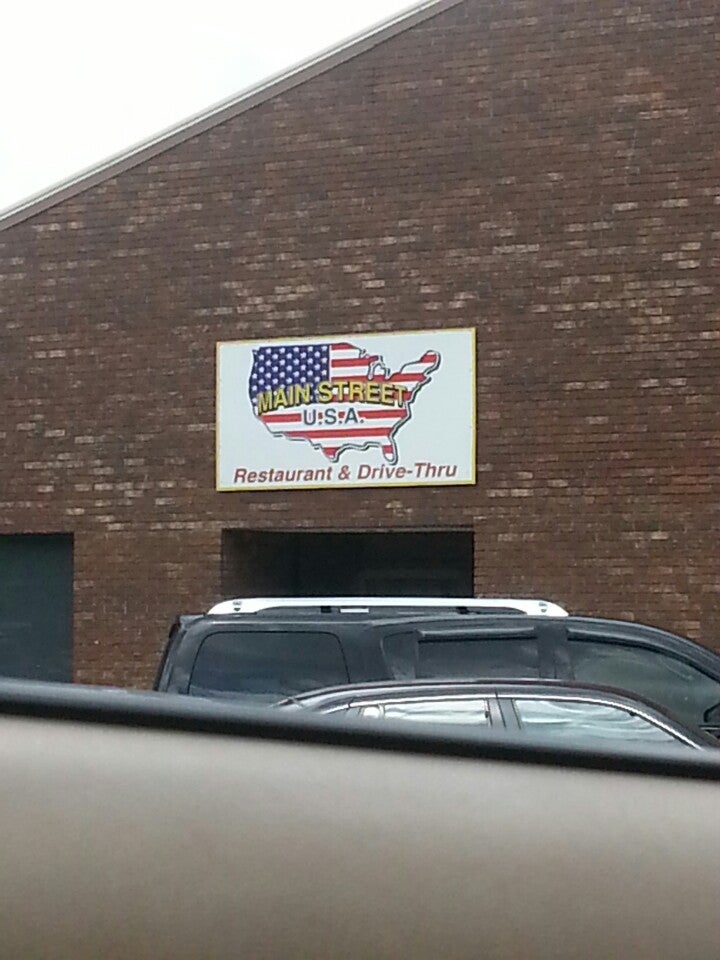 MAIN STREET
U.S.A.
Restaurant & Drive-Thru